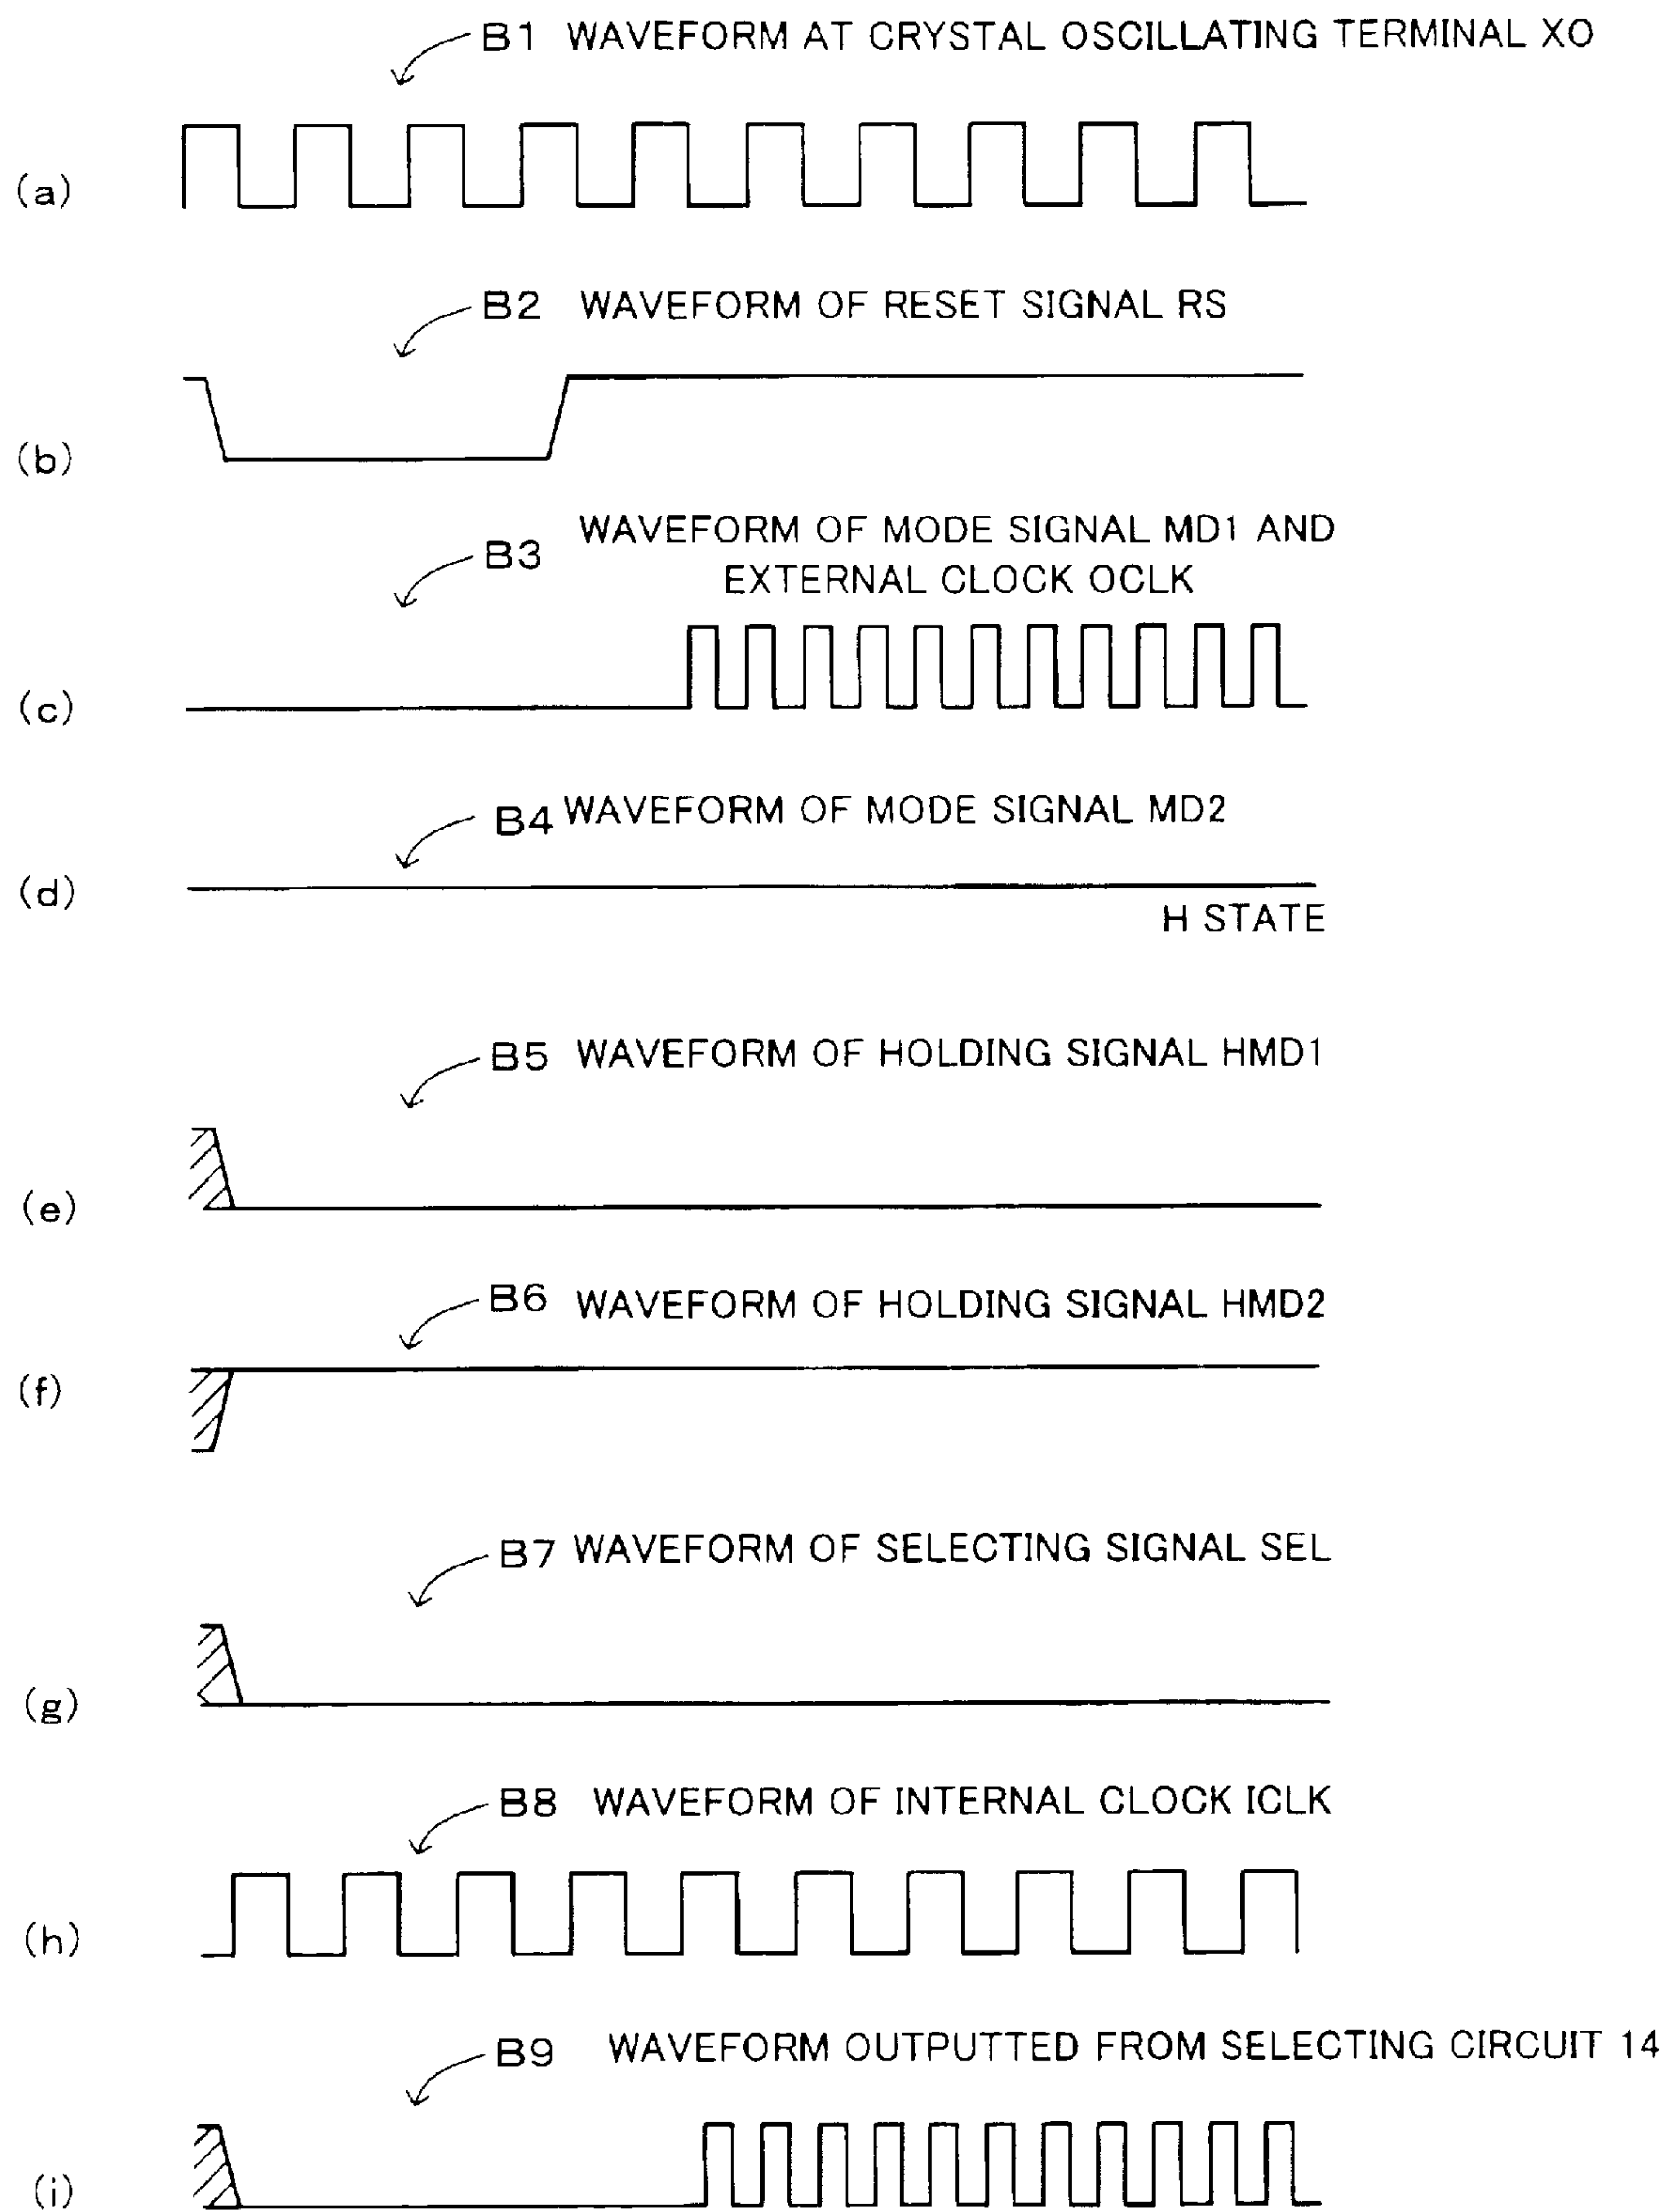 B1 WAVEFORM AT CRYSTAL OSCILLATING TERMINAL XO
(a)
B2 WAVEFORM OF RESET SIGNAL RS
(b)
B3 WAVEFORM OF MODE SIGNAL MD1 AND
EXTERNAL CLOCK OCLK
(c)
B4 WAVEFORM OF MODE SIGNAL MD2
(d)
H STATE
B5 WAVEFORM OF HOLDING SIGNAL HMD1
(e)
B6 WAVEFORM OF HOLDING SIGNAL HMD2
(f)
B7 WAVEFORM OF SELECTING SIGNAL SEL
(g)
B8 WAVEFORM OF INTERNAL CLOCK ICLK
(h)
B9 WAVEFORM OUTPUTTED FROM SELECTING CIRCUIT 14
(i)